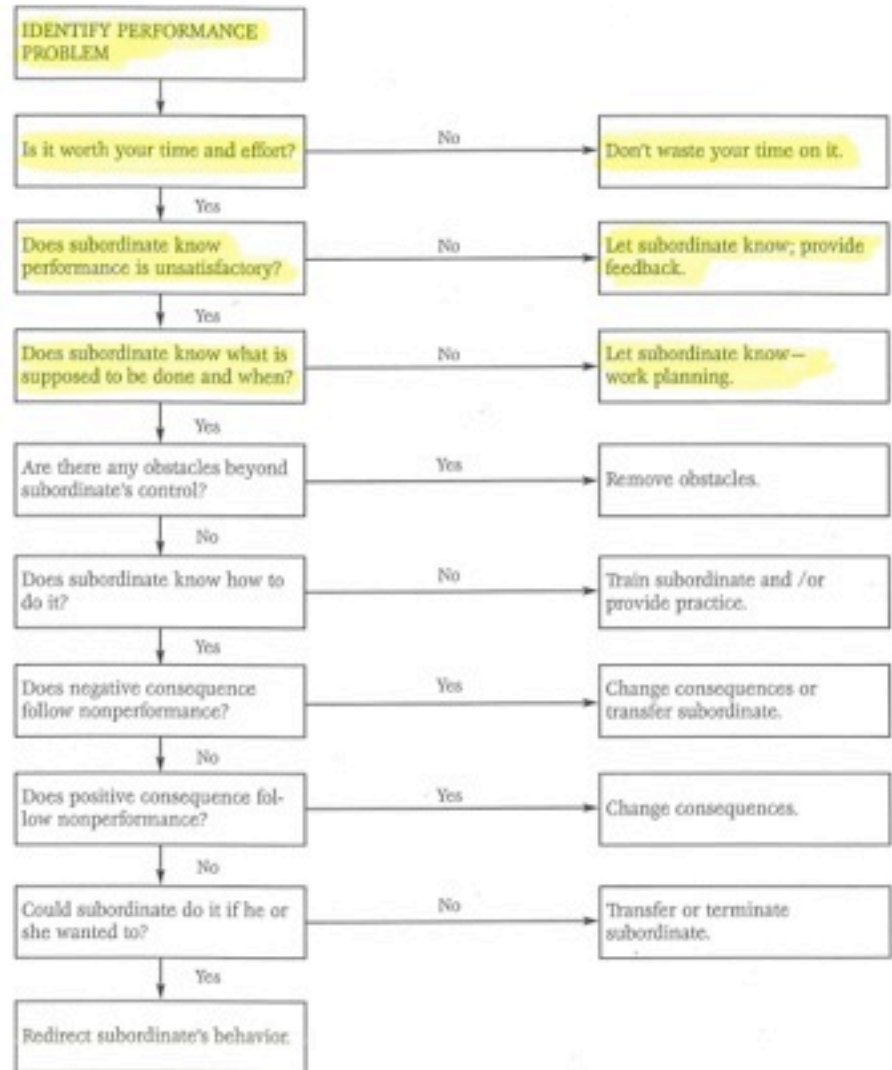 IDENTIFY PERFORMANCE
PROBLEM
Is it worth your time and effort?
No
Don't waste your time on it.
Yes
Does subordinate know
performance is unsatisfactory?
No
Let subordinate know; provide
feedback.
Yes
Does subordinate know what is
supposed to be done and when?
No
Let subordinate know—
work planning.
Yes
Are there any obstacles beyond
subordinate's control?
Yes
Remove obstacles.
No
Does subordinate know how to
do it?
No
Train subordinate and /or
provide practice.
Yes
Does negative consequence
follow nonperformance?
Yes
Change consequences or
transfer subordinate.
No
Does positive consequence fol-
low nonperformance?
Yes
Change consequences.
No
Could subordinate do it if he or
she wanted to?
No
Transfer or terminate
subordinate.
Yes
Redirect subordinate's behavior.